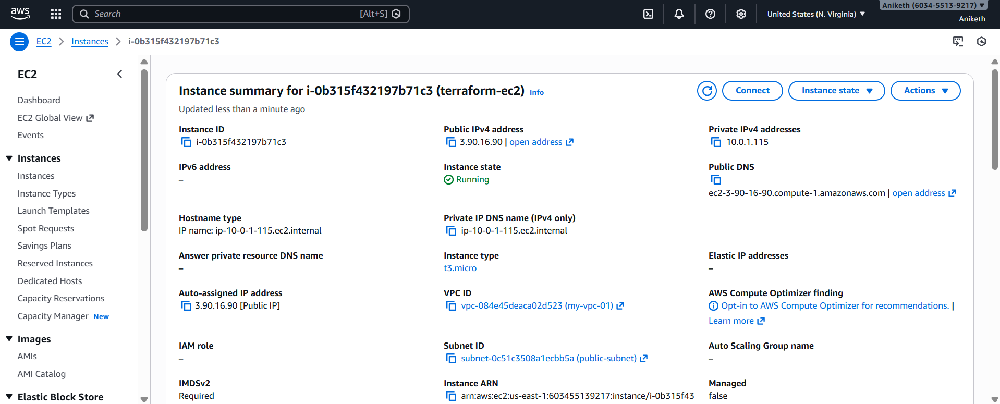 aws
Search
[Alt+S]
United States (N. Virginia)
Aniketh (6034-5513-9217)
Aniketh
EC2
Instances
i-0b315f432197b71c3
EC2
Dashboard
EC2 Global View
Events
Instances
Instances
Instance Types
Launch Templates
Spot Requests
Savings Plans
Reserved Instances
Dedicated Hosts
Capacity Reservations
Capacity Manager New
Images
AMIs
AMI Catalog
Elastic Block Store
Instance summary for i-0b315f432197b71c3 (terraform-ec2) Info
Updated less than a minute ago
Connect
Instance state
Actions
Instance ID
i-0b315f432197b71c3
Public IPv4 address
3.90.16.90 | open address
Private IPv4 addresses
10.0.1.115
IPv6 address
–
Instance state
Running
Public DNS
ec2-3-90-16-90.compute-1.amazonaws.com | open address
Hostname type
IP name: ip-10-0-1-115.ec2.internal
Private IP DNS name (IPv4 only)
ip-10-0-1-115.ec2.internal
Answer private resource DNS name
–
Instance type
t3.micro
Elastic IP addresses
–
Auto-assigned IP address
3.90.16.90 [Public IP]
VPC ID
vpc-084e45deaca02d523 (my-vpc-01)
AWS Compute Optimizer finding
Opt-in to AWS Compute Optimizer for recommendations. |
Learn more
IAM role
–
Subnet ID
subnet-0c51c3508a1ecbb5a (public-subnet)
Auto Scaling Group name
–
IMDSv2
Required
Instance ARN
arn:aws:ec2:us-east-1:603455139217:instance/i-0b315f43
Managed
false